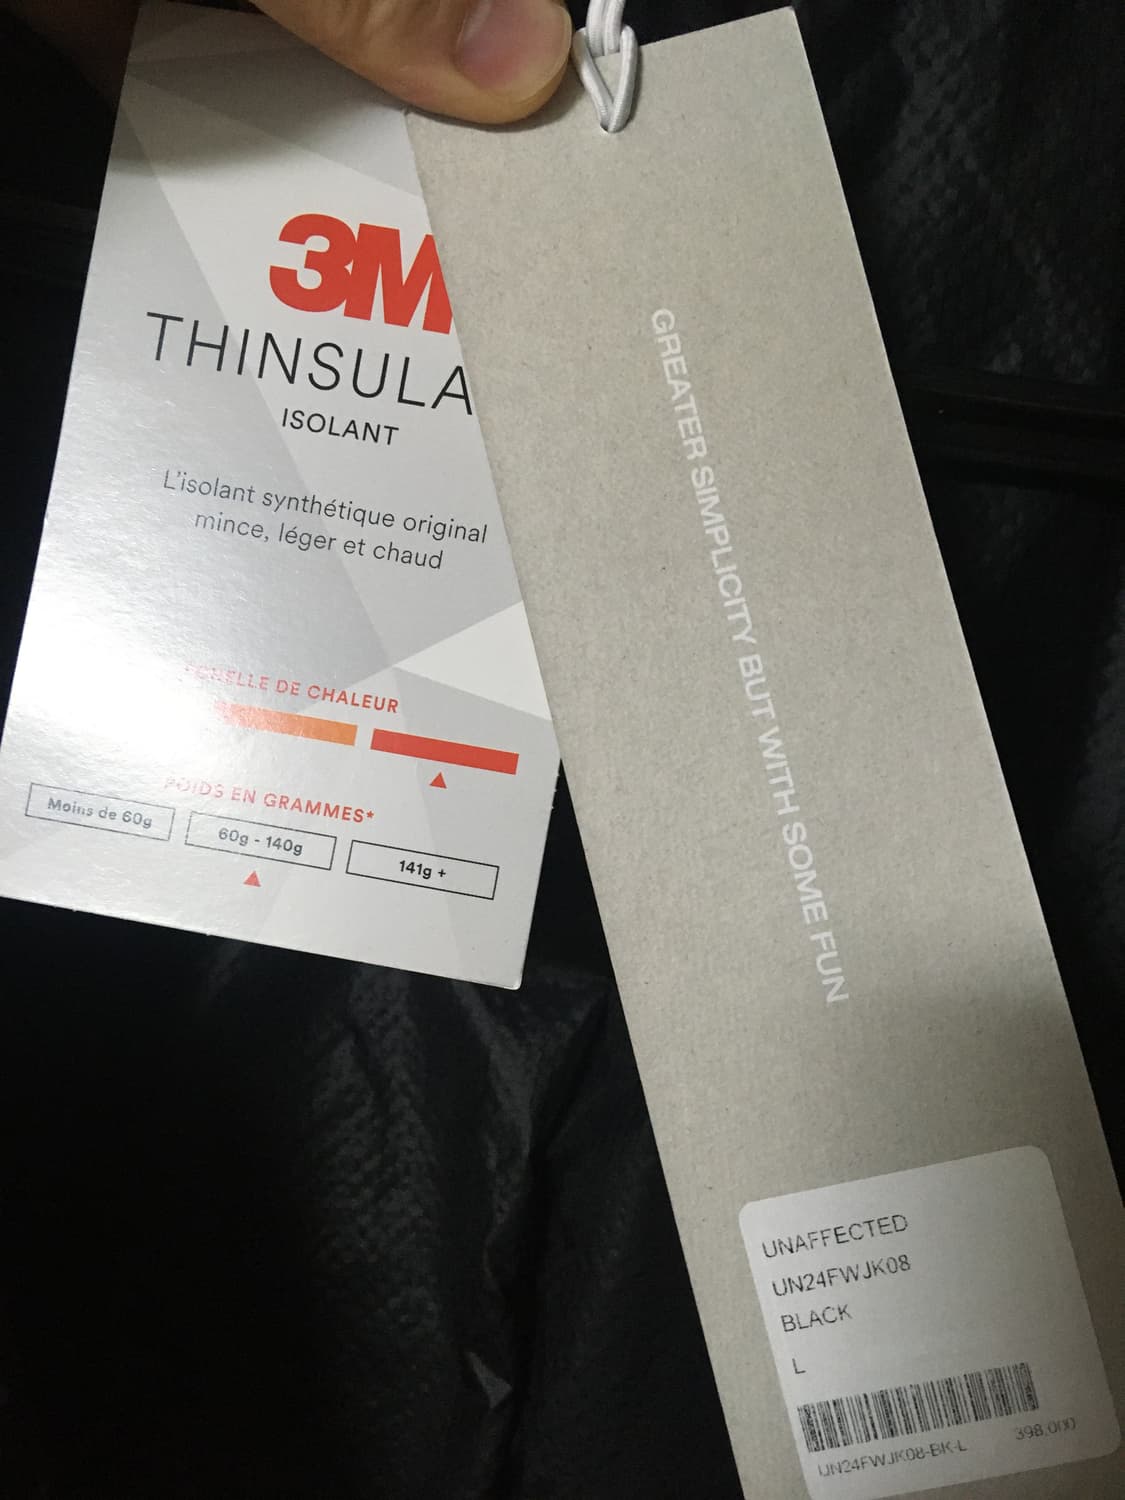 3M
THINSULA
ISOLANT
L'isolant synthétique original
mince, léger et chaud
ÉCHELLE DE CHALEUR
POIDS EN GRAMMES*
Moins de 60g
60g - 140g
141g +
GREATER SIMPLICITY BUT WITH SOME FUN
UNAFFECTED
UN24FWJK08
BLACK
L
UN24FWJK08-BK-L 398,000